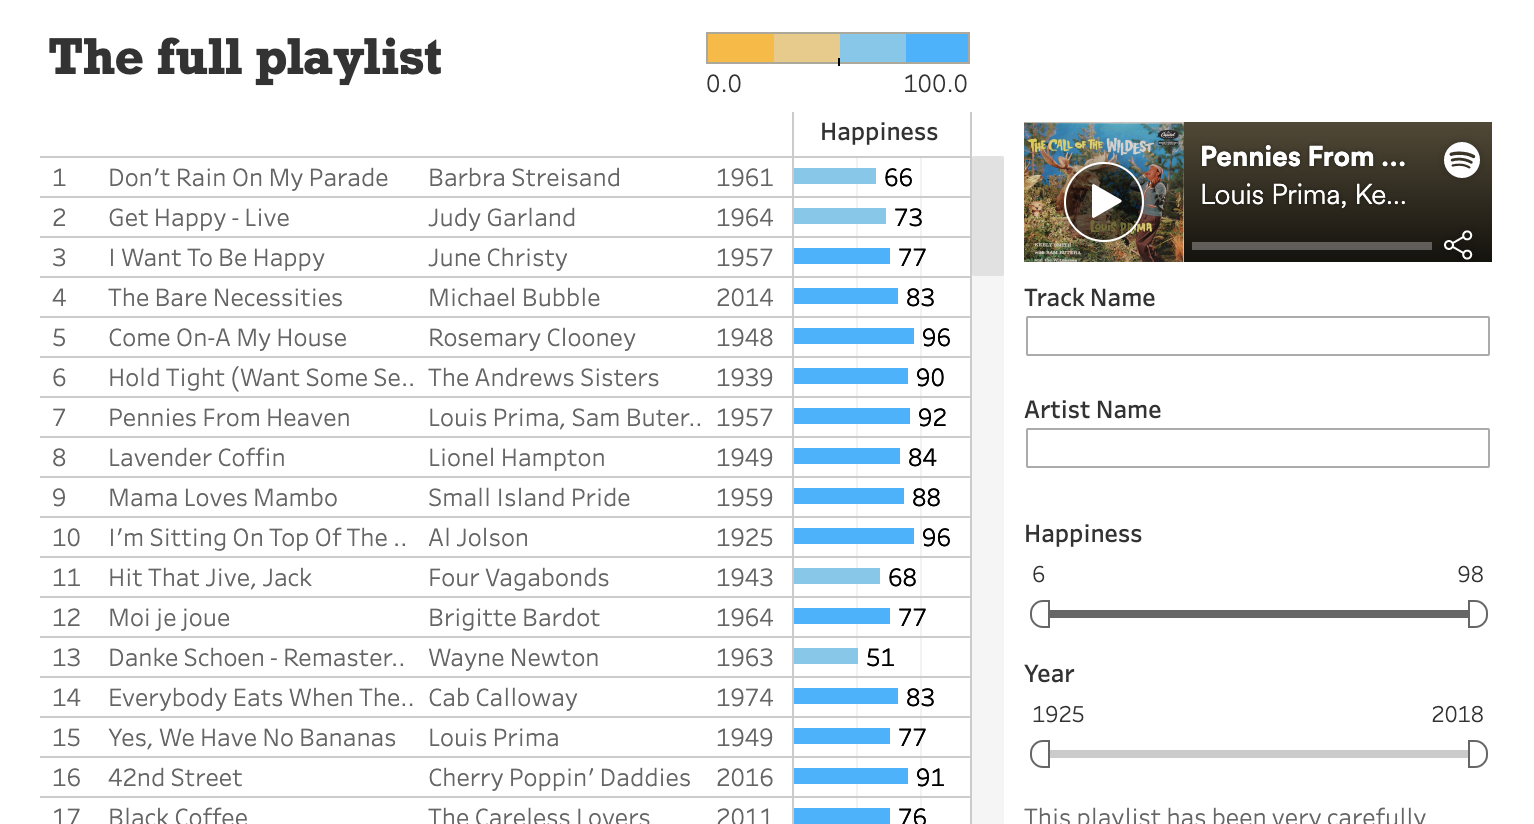 The full playlist
0.0 100.0
Happiness
1 Don't Rain On My Parade Barbra Streisand 1961 66
2 Get Happy - Live Judy Garland 1964 73
3 I Want To Be Happy June Christy 1957 77
4 The Bare Necessities Michael Bubble 2014 83
5 Come On-A My House Rosemary Clooney 1948 96
6 Hold Tight (Want Some Se.. The Andrews Sisters 1939 90
7 Pennies From Heaven Louis Prima, Sam Buter.. 1957 92
8 Lavender Coffin Lionel Hampton 1949 84
9 Mama Loves Mambo Small Island Pride 1959 88
10 I'm Sitting On Top Of The .. Al Jolson 1925 96
11 Hit That Jive, Jack Four Vagabonds 1943 68
12 Moi je joue Brigitte Bardot 1964 77
13 Danke Schoen - Remaster.. Wayne Newton 1963 51
14 Everybody Eats When The.. Cab Calloway 1974 83
15 Yes, We Have No Bananas Louis Prima 1949 77
16 42nd Street Cherry Poppin' Daddies 2016 91
17 Black Coffee The Careless Lovers 2011 76
THE CALL OF THE WILDEST
LOUIS PRIMA
Pennies From ...
Louis Prima, Ke...
Track Name
Artist Name
Happiness
6 98
Year
1925 2018
This playlist has been very carefully